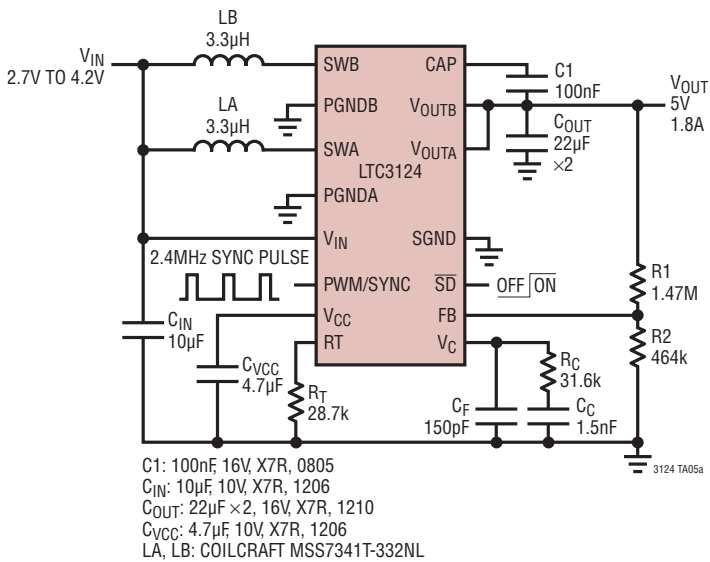 LB
3.3µH
VIN
2.7V TO 4.2V
LA
3.3µH
SWB
PGNDB
SWA
PGNDA
VIN
PWM/SYNC
VCC
RT
LTC3124
CAP
VOUTB
VOUTA
SGND
SD
FB
VC
C1
100nF
VOUT
5V
1.8A
COUT
22µF
×2
2.4MHz SYNC PULSE
OFF ON
R1
1.47M
R2
464k
CIN
10µF
CVCC
4.7µF
RT
28.7k
CF
150pF
RC
31.6k
CC
1.5nF
3124 TA05a
C1: 100nF, 16V, X7R, 0805
CIN: 10µF, 10V, X7R, 1206
COUT: 22µF ×2, 16V, X7R, 1210
CVCC: 4.7µF, 10V, X7R, 1206
LA, LB: COILCRAFT MSS7341T-332NL